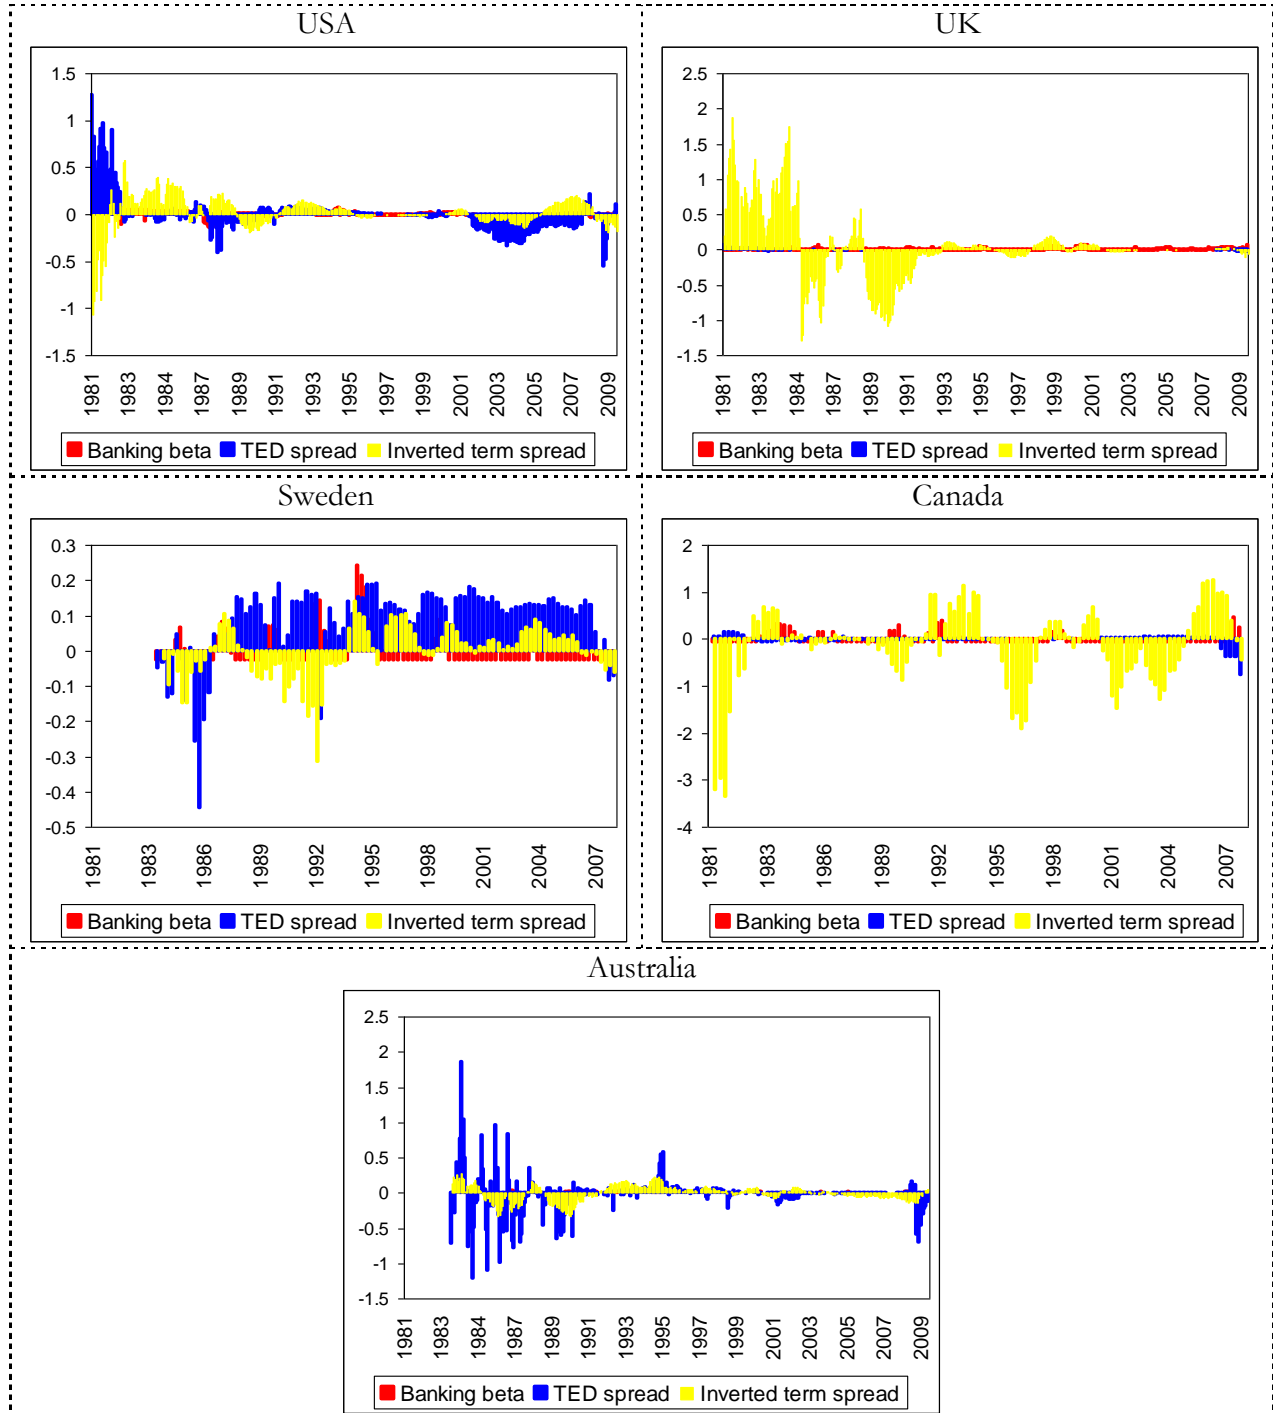 USA
1.5
1
0.5
0
-0.5
-1
-1.5
1981 1983 1984 1987 1989 1991 1993 1995 1997 1999 2001 2003 2005 2007 2009
Banking beta TED spread Inverted term spread
UK
2.5
2
1.5
1
0.5
0
-0.5
-1
-1.5
1981 1983 1984 1987 1989 1991 1993 1995 1997 1999 2001 2003 2005 2007 2009
Banking beta TED spread Inverted term spread
Sweden
0.3
0.2
0.1
0
-0.1
-0.2
-0.3
-0.4
-0.5
1981 1983 1986 1989 1992 1995 1998 2001 2004 2007
Banking beta TED spread Inverted term spread
Canada
2
1
0
-1
-2
-3
-4
1981 1983 1986 1989 1992 1995 1998 2001 2004 2007
Banking beta TED spread Inverted term spread
Australia
2.5
2
1.5
1
0.5
0
-0.5
-1
-1.5
1981 1983 1984 1987 1989 1991 1993 1995 1997 1999 2001 2003 2005 2007 2009
Banking beta TED spread Inverted term spread